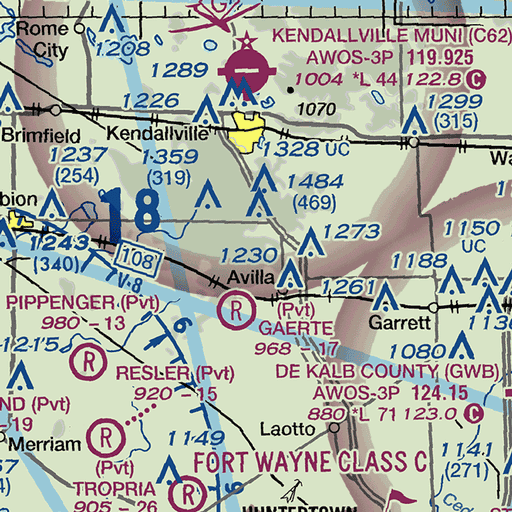 Rome
City
1208
KENDALLVILLE MUNI (C62)
AWOS-3P 119.925
1004 *L 44 122.8 C
1289
1070
1226
1299
(315)
Brimfield
Kendallville
1328 UC
1237
(254)
1359
(319)
1484
(469)
bion
18
1273
1150
UC
1243
(340)
108
V-8
1230
Avilla
1261
1188
Garrett
PIPPENGER (Pvt)
980 - 13
R
(Pvt)
GAERTE
968 - 17
6
1215
R
RESLER (Pvt)
920 - 15
1080
DE KALB COUNTY (GWB)
AWOS-3P 124.15
880 *L 71 123.0 C
ND (Pvt)
- 19
Merriam
R
(Pvt)
TROPRIA
905 - 26
R
1149
Laotto
FORT WAYNE CLASS C
1141
(271)
HUNTERTOWN